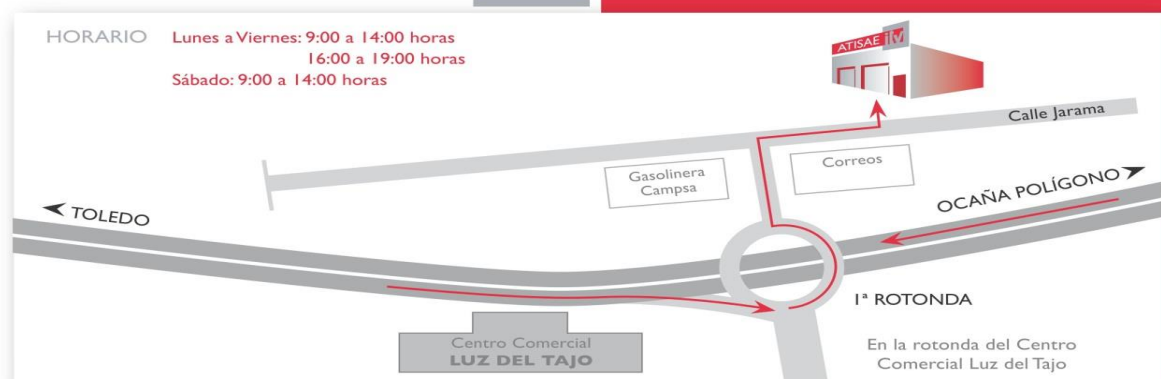 HORARIO Lunes a Viernes: 9:00 a 14:00 horas
16:00 a 19:00 horas
Sábado: 9:00 a 14:00 horas
ATISAE itv
Calle Jarama
Correos
Gasolinera
Campsa
OCAÑA POLÍGONO
TOLEDO
1ª ROTONDA
Centro Comercial
LUZ DEL TAJO
En la rotonda del Centro
Comercial Luz del Tajo